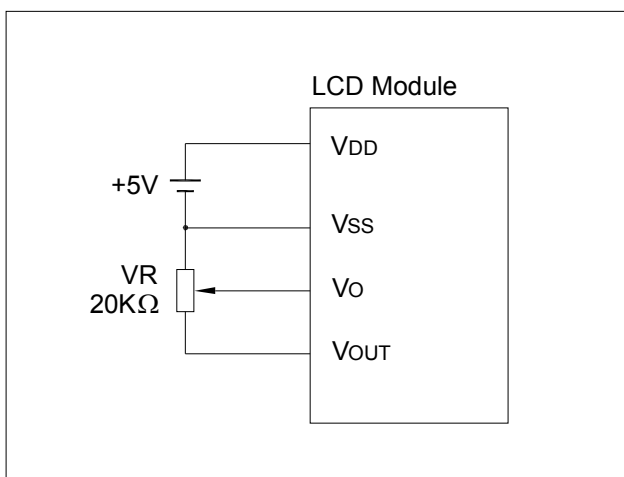 LCD Module
VDD
+5V
VSS
VR
20KΩ
VO
VOUT